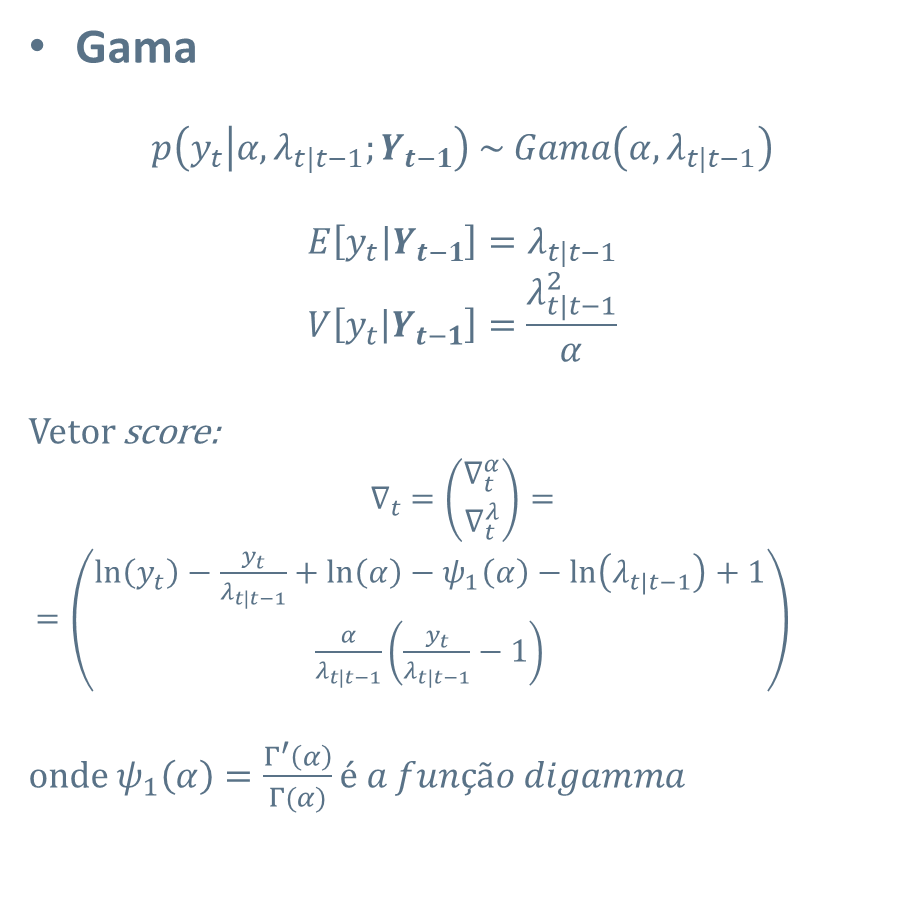 • Gama
p(y_t|α, λ_{t|t−1}; Y_{t−1}) ~ Gama(α, λ_{t|t−1})
E[y_t|Y_{t−1}] = λ_{t|t−1}
V[y_t|Y_{t−1}] = λ²_{t|t−1} / α
Vetor score:
∇_t = (∇_t^α ; ∇_t^λ) =
= ( ln(y_t) − y_t/λ_{t|t−1} + ln(α) − ψ₁(α) − ln(λ_{t|t−1}) + 1
α/λ_{t|t−1} (y_t/λ_{t|t−1} − 1) )
onde ψ₁(α) = Γ′(α)/Γ(α) é a função digamma